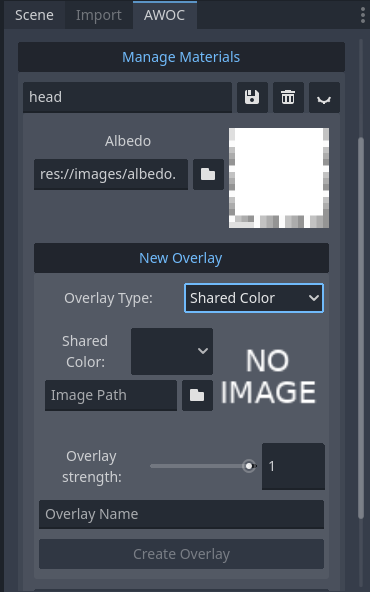 Scene Import AWOC
Manage Materials
head
Albedo
res://images/albedo.
New Overlay
Overlay Type: Shared Color
Shared
Color:
NO
IMAGE
Image Path
Overlay
strength:
1
Overlay Name
Create Overlay